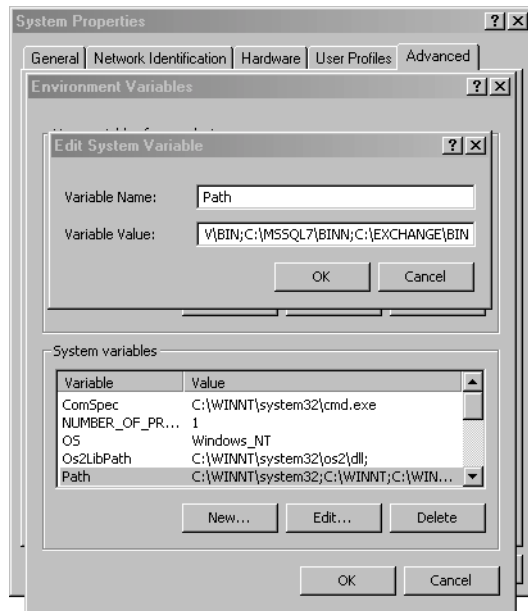 System Properties
General Network Identification Hardware User Profiles Advanced
Environment Variables
Edit System Variable
Variable Name: Path
Variable Value: V\BIN;C:\MSSQL7\BINN;C:\EXCHANGE\BIN
OK Cancel
System variables
Variable Value
ComSpec C:\WINNT\system32\cmd.exe
NUMBER_OF_PR... 1
OS Windows_NT
Os2LibPath C:\WINNT\system32\os2\dll;
Path C:\WINNT\system32;C:\WINNT;C:\WIN...
New... Edit... Delete
OK Cancel